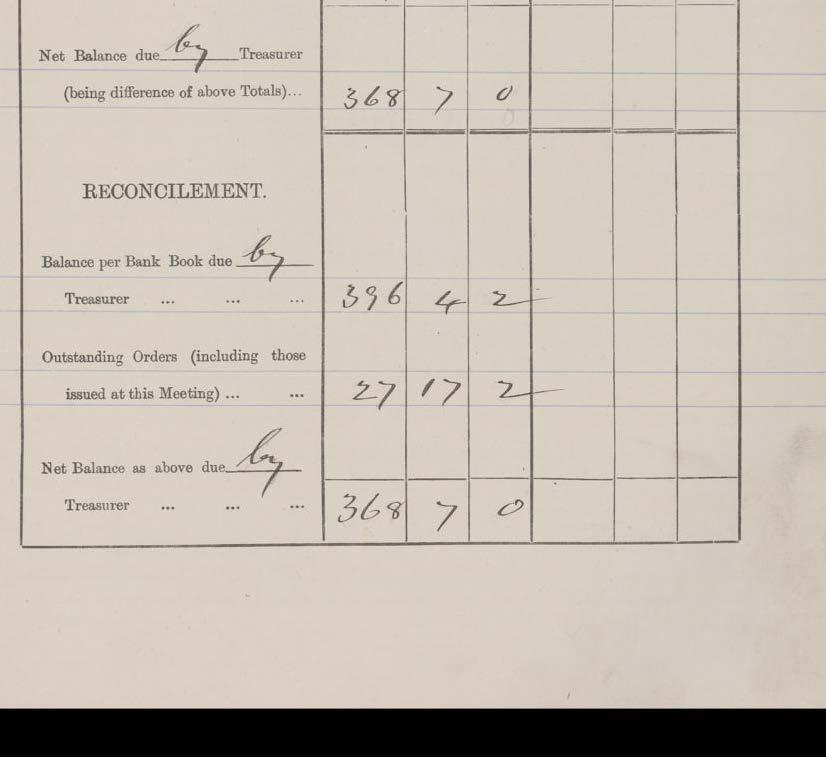 Net Balance due by Treasurer
(being difference of above Totals)... 368 7 0
RECONCILEMENT.
Balance per Bank Book due by
Treasurer ... ... ... 396 4 2
Outstanding Orders (including those
issued at this Meeting) ... ... 27 17 2
Net Balance as above due by
Treasurer ... ... ... 368 7 0